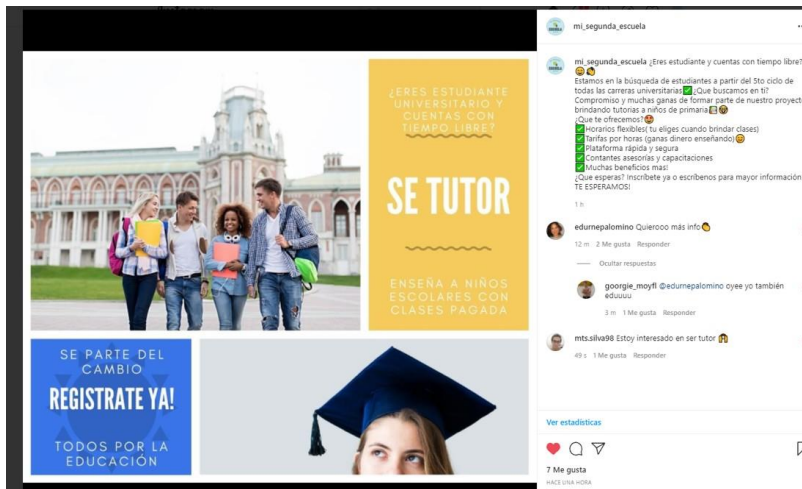 ¿ERES ESTUDIANTE
UNIVERSITARIO Y
CUENTAS CON
TIEMPO LIBRE?
SE TUTOR
ENSEÑA A NIÑOS
ESCOLARES CON
CLASES PAGADA
SE PARTE DEL
CAMBIO
REGISTRATE YA!
TODOS POR LA
EDUCACIÓN
mi_segunda_escuela
mi_segunda_escuela ¿Eres estudiante y cuentas con tiempo libre?
Estamos en la búsqueda de estudiantes a partir del 5to ciclo de
todas las carreras universitarias✅¿Que buscamos en ti?
Compromiso y muchas ganas de formar parte de nuestro proyect
brindando tutorias a niños de primaria
¿Que te ofrecemos?
✅Horarios flexibles( tu eliges cuando brindar clases)
✅Tarifas por horas (ganas dinero enseñando)
✅Plataforma rápida y segura
✅Contantes asesorías y capacitaciones
✅Muchas beneficios mas!
¿Que esperas? Inscríbete ya o escríbenos para mayor información
TE ESPERAMOS!
1 h
edurnepalomino Quierooo más info
12 m 2 Me gusta Responder
Ocultar respuestas
goorgie_moyfl @edurnepalomino oyee yo también
eduuuu
3 m 1 Me gusta Responder
mts.silva98 Estoy interesado en ser tutor
49 s 1 Me gusta Responder
Ver estadísticas
7 Me gusta
HACE UNA HORA